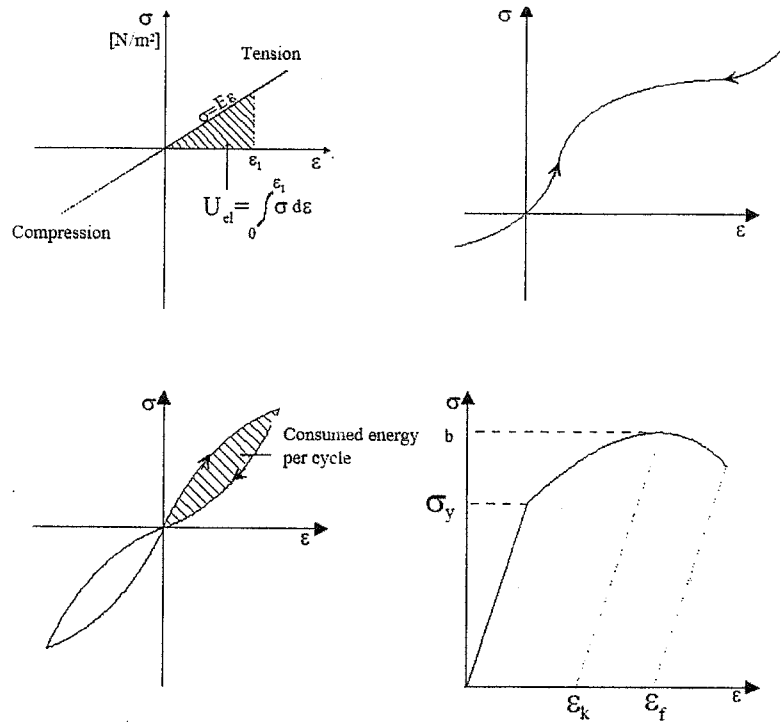 σ
[N/m²]
Tension
σ=Eε
ε₁
ε
U_el = ∫₀^ε₁ σ dε
Compression
σ
ε
σ
Consumed energy
per cycle
ε
σ
b
σ_y
ε_k
ε_f
ε